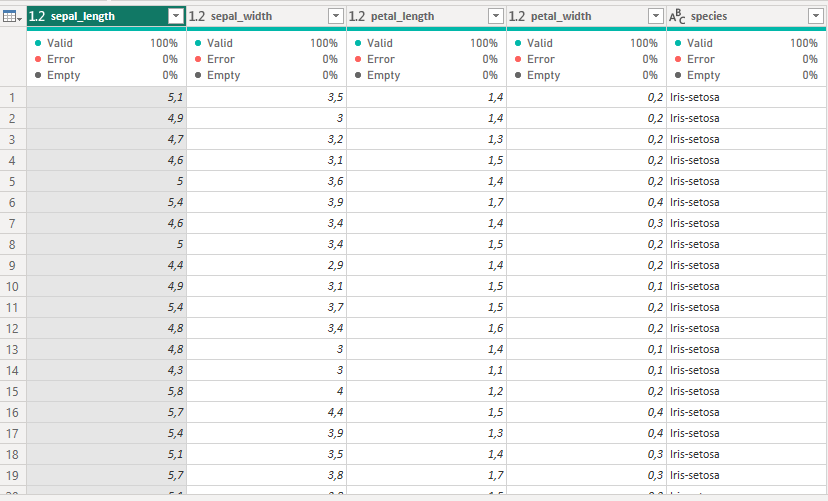 1.2 sepal_length 1.2 sepal_width 1.2 petal_length 1.2 petal_width ABC species
Valid 100% Valid 100% Valid 100% Valid 100% Valid 100%
Error 0% Error 0% Error 0% Error 0% Error 0%
Empty 0% Empty 0% Empty 0% Empty 0% Empty 0%
1 5,1 3,5 1,4 0,2 Iris-setosa
2 4,9 3 1,4 0,2 Iris-setosa
3 4,7 3,2 1,3 0,2 Iris-setosa
4 4,6 3,1 1,5 0,2 Iris-setosa
5 5 3,6 1,4 0,2 Iris-setosa
6 5,4 3,9 1,7 0,4 Iris-setosa
7 4,6 3,4 1,4 0,3 Iris-setosa
8 5 3,4 1,5 0,2 Iris-setosa
9 4,4 2,9 1,4 0,2 Iris-setosa
10 4,9 3,1 1,5 0,1 Iris-setosa
11 5,4 3,7 1,5 0,2 Iris-setosa
12 4,8 3,4 1,6 0,2 Iris-setosa
13 4,8 3 1,4 0,1 Iris-setosa
14 4,3 3 1,1 0,1 Iris-setosa
15 5,8 4 1,2 0,2 Iris-setosa
16 5,7 4,4 1,5 0,4 Iris-setosa
17 5,4 3,9 1,3 0,4 Iris-setosa
18 5,1 3,5 1,4 0,3 Iris-setosa
19 5,7 3,8 1,7 0,3 Iris-setosa